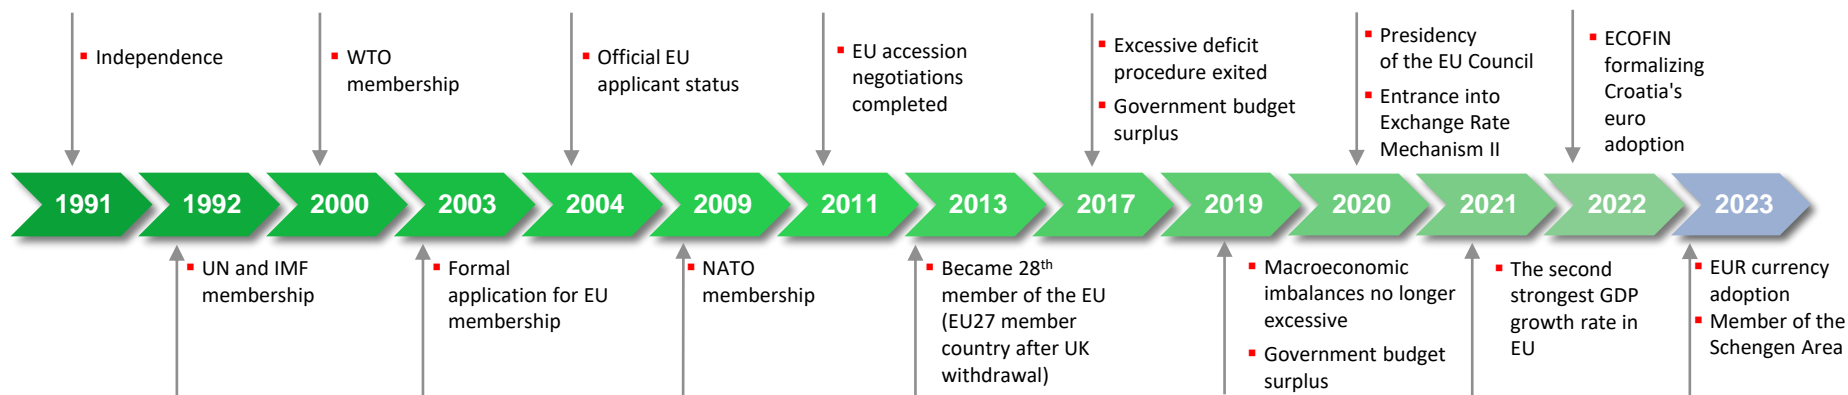 Independence
WTO
membership
Official EU
applicant status
EU accession
negotiations
completed
Excessive deficit
procedure exited
Government budget
surplus
Presidency
of the EU Council
Entrance into
Exchange Rate
Mechanism II
ECOFIN
formalizing
Croatia's
euro
adoption
1991
1992
2000
2003
2004
2009
2011
2013
2017
2019
2020
2021
2022
2023
UN and IMF
membership
Formal
application for EU
membership
NATO
membership
Became 28th
member of the EU
(EU27 member
country after UK
withdrawal)
Macroeconomic
imbalances no longer
excessive
Government budget
surplus
The second
strongest GDP
growth rate in
EU
EUR currency
adoption
Member of the
Schengen Area